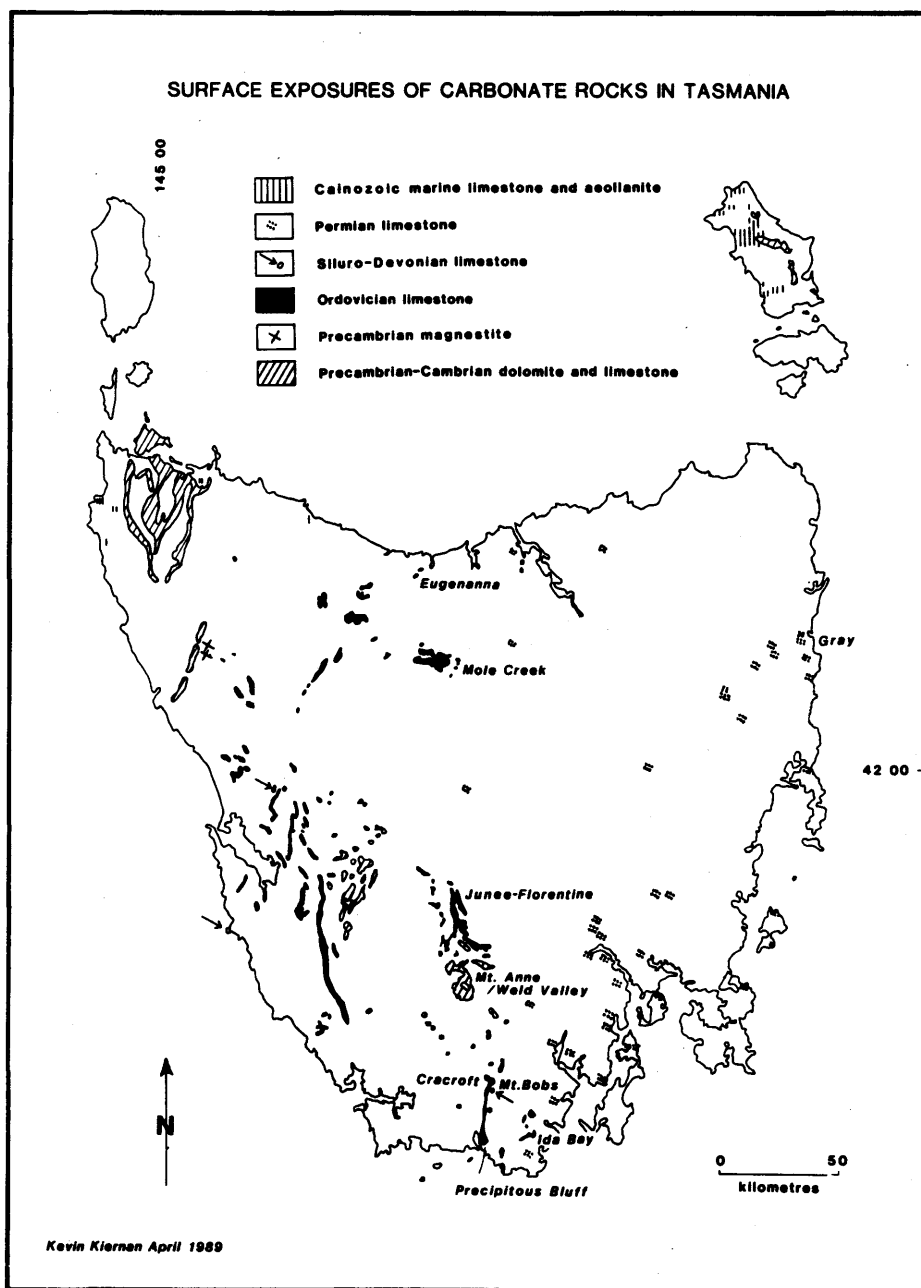 SURFACE EXPOSURES OF CARBONATE ROCKS IN TASMANIA
145 00
Cainozoic marine limestone and aeolianite
Permian limestone
Siluro-Devonian limestone
Ordovician limestone
Precambrian magnestite
Precambrian-Cambrian dolomite and limestone
Eugenanna
Gray
Mole Creek
42 00
Junee-Florentine
Mt. Anne
/Weld Valley
Cracroft
Mt.Bobs
Ida Bay
Precipitous Bluff
N
0 50
kilometres
Kevin Kiernan April 1989